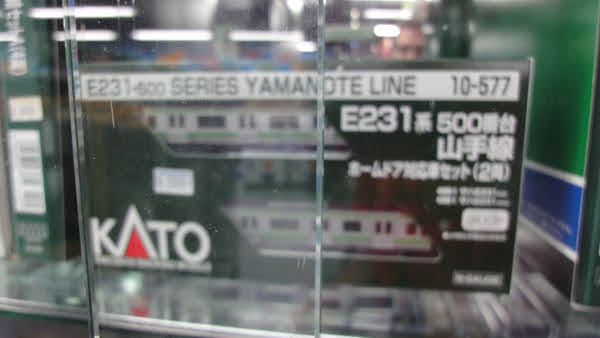 E231-500 SERIES YAMANOTE LINE 10-577
E231系 500番台
山手線
ホームドア対応車セット(2両)
KATO